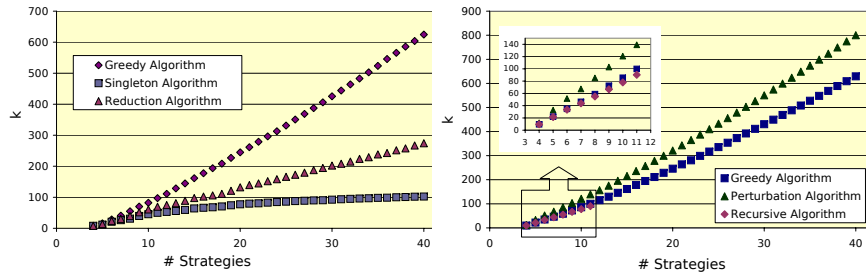 700
600
500
400
300
200
100
0
k
Greedy Algorithm
Singleton Algorithm
Reduction Algorithm
0 10 20 30 40
# Strategies
1000
900
800
700
600
500
400
300
200
100
0
k
140
120
100
80
60
40
20
0
3 4 5 6 7 8 9 10 11 12
Greedy Algorithm
Perturbation Algorithm
Recursive Algorithm
0 10 20 30 40
# Strategies